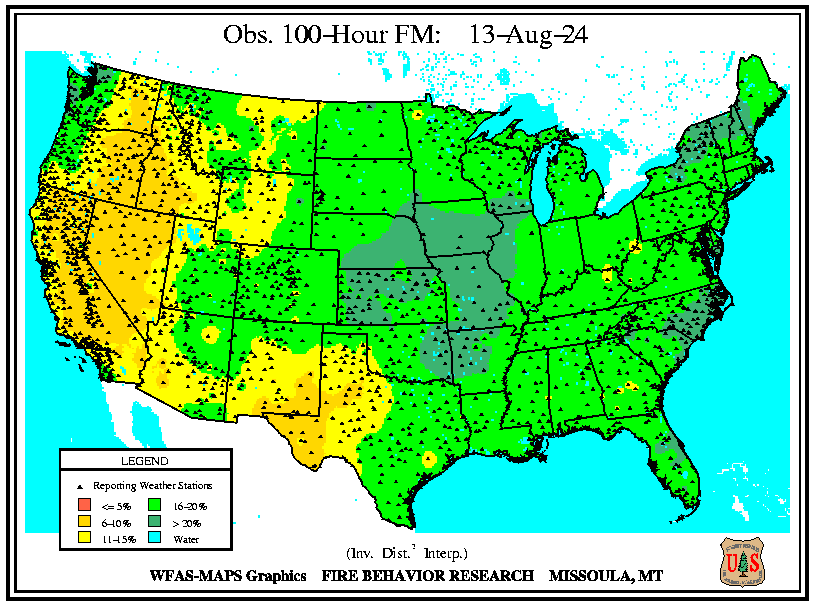 Obs. 100-Hour FM: 13-Aug-24
LEGEND
Reporting Weather Stations
<= 5%
16-20%
6-10%
> 20%
11-15%
Water
(Inv. Dist.² Interp.)
WFAS-MAPS Graphics FIRE BEHAVIOR RESEARCH MISSOULA, MT
U S